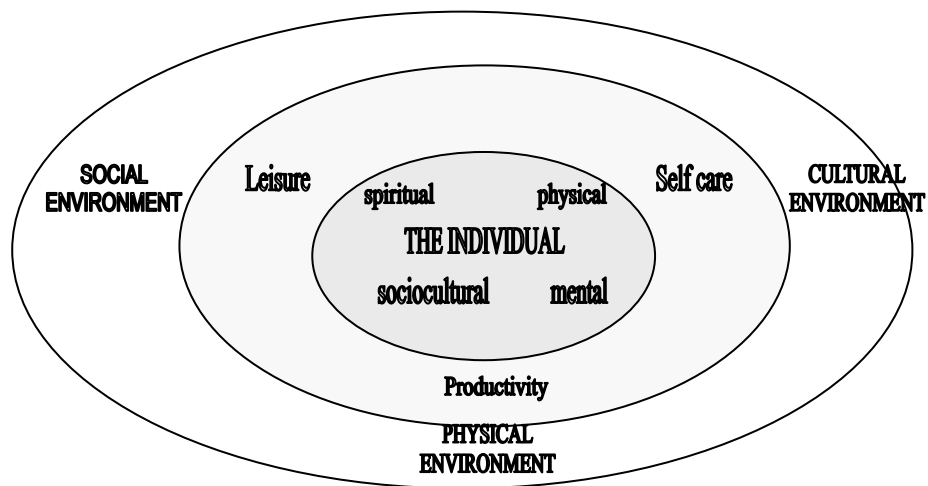 SOCIAL
ENVIRONMENT
Leisure
spiritual
physical
THE INDIVIDUAL
sociocultural
mental
Self care
CULTURAL
ENVIRONMENT
Productivity
PHYSICAL
ENVIRONMENT